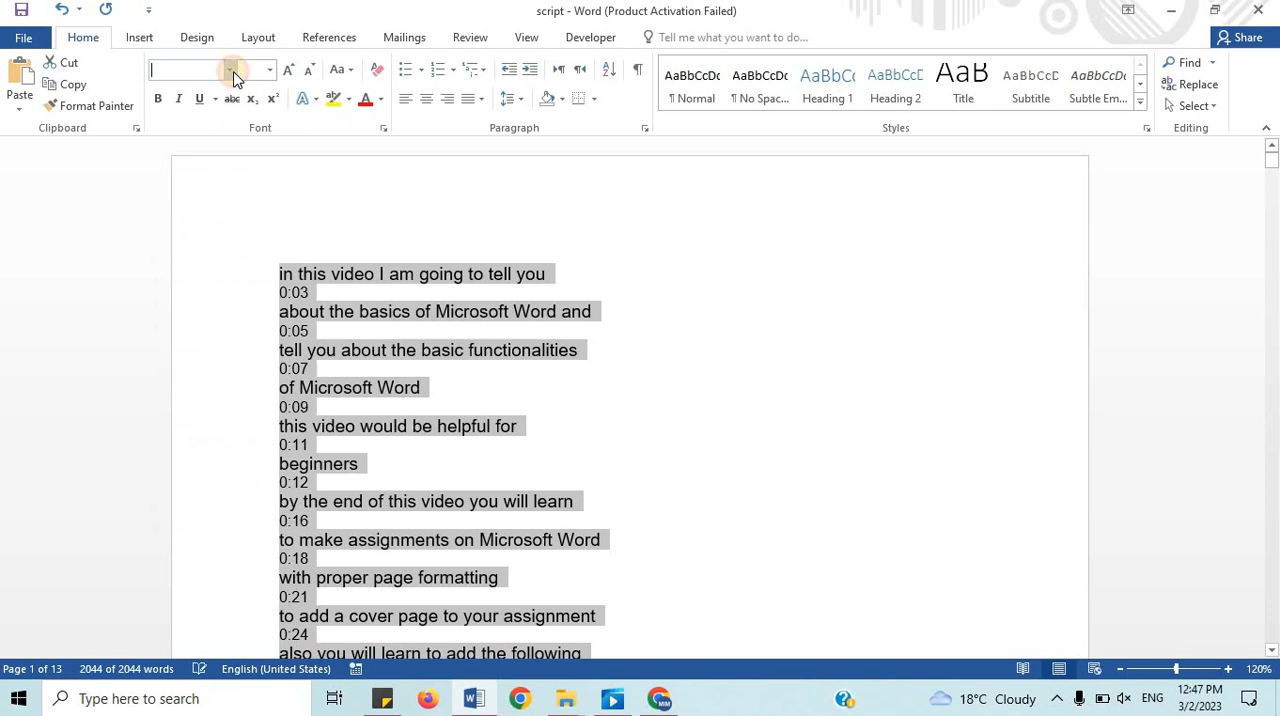 script - Word (Product Activation Failed)
File Home Insert Design Layout References Mailings Review View Developer Tell me what you want to do... Share
Paste
Cut
Copy
Format Painter
Clipboard
Aa
B I U abc X₂ X² A ab A
Font
Paragraph
AaBbCcDc AaBbCcDc AaBbCc AaBbCcD AaB AaBbCcD AaBbCcDc
¶ Normal ¶ No Spac... Heading 1 Heading 2 Title Subtitle Subtle Em...
Styles
Find
Replace
Select
Editing
in this video I am going to tell you
0:03
about the basics of Microsoft Word and
0:05
tell you about the basic functionalities
0:07
of Microsoft Word
0:09
this video would be helpful for
0:11
beginners
0:12
by the end of this video you will learn
0:16
to make assignments on Microsoft Word
0:18
with proper page formatting
0:21
to add a cover page to your assignment
0:24
also you will learn to add the following
Page 1 of 13 2044 of 2044 words English (United States) 120%
Type here to search 18°C Cloudy ENG 12:47 PM
3/2/2023